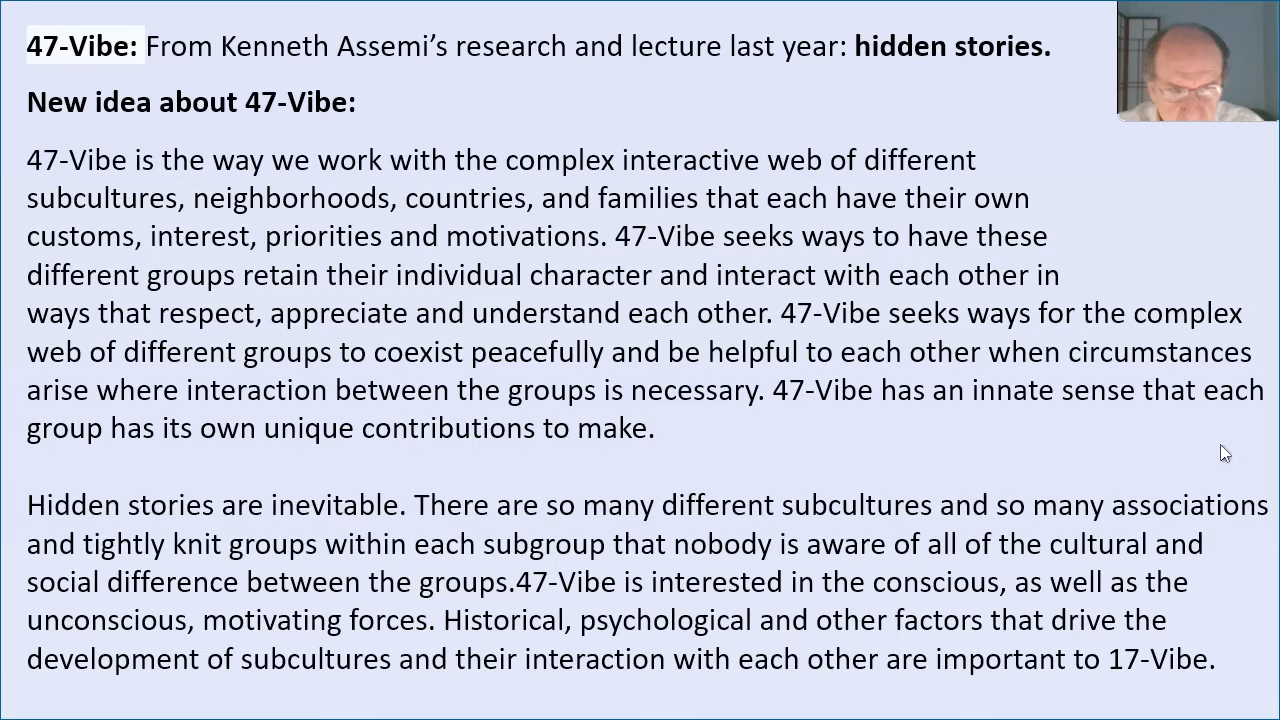 47-Vibe: From Kenneth Assemi’s research and lecture last year: hidden stories.
New idea about 47-Vibe:
47-Vibe is the way we work with the complex interactive web of different
subcultures, neighborhoods, countries, and families that each have their own
customs, interest, priorities and motivations. 47-Vibe seeks ways to have these
different groups retain their individual character and interact with each other in
ways that respect, appreciate and understand each other. 47-Vibe seeks ways for the complex
web of different groups to coexist peacefully and be helpful to each other when circumstances
arise where interaction between the groups is necessary. 47-Vibe has an innate sense that each
group has its own unique contributions to make.
Hidden stories are inevitable. There are so many different subcultures and so many associations
and tightly knit groups within each subgroup that nobody is aware of all of the cultural and
social difference between the groups.47-Vibe is interested in the conscious, as well as the
unconscious, motivating forces. Historical, psychological and other factors that drive the
development of subcultures and their interaction with each other are important to 17-Vibe.